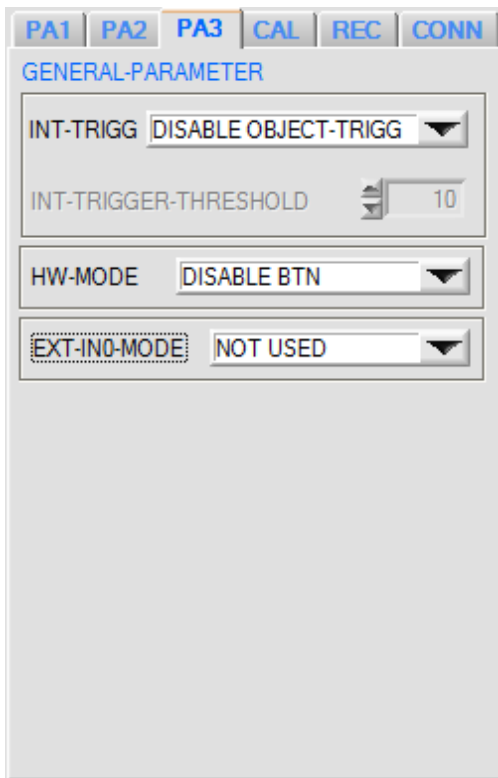 PA1 PA2 PA3 CAL REC CONN
GENERAL-PARAMETER
INT-TRIGG DISABLE OBJECT-TRIGG
INT-TRIGGER-THRESHOLD 10
HW-MODE DISABLE BTN
EXT-IN0-MODE NOT USED